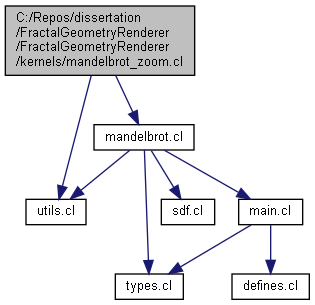 C:/Repos/dissertation
/FractalGeometryRenderer
/FractalGeometryRenderer
/kernels/mandelbrot_zoom.cl
mandelbrot.cl
utils.cl
sdf.cl
main.cl
types.cl
defines.cl